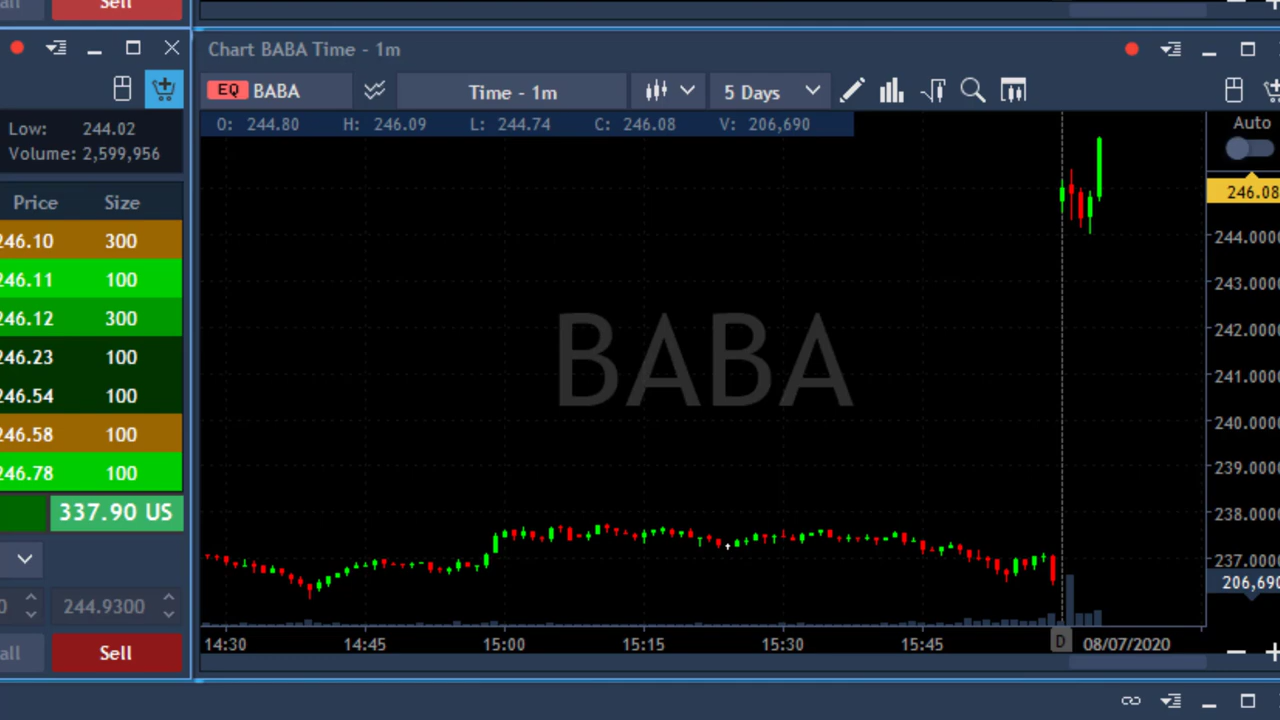 all Sell
Chart BABA Time - 1m
EQ BABA Time - 1m 5 Days
O: 244.80 H: 246.09 L: 244.74 C: 246.08 V: 206,690
Low: 244.02
Volume: 2,599,956
Price Size
246.10 300
246.11 100
246.12 300
246.23 100
246.54 100
246.58 100
246.78 100
337.90 US
0 244.9300
all Sell
BABA
Auto
246.08
244.0000
243.0000
242.0000
241.0000
240.0000
239.0000
238.0000
237.0000
206,690
14:30 14:45 15:00 15:15 15:30 15:45 D 08/07/2020